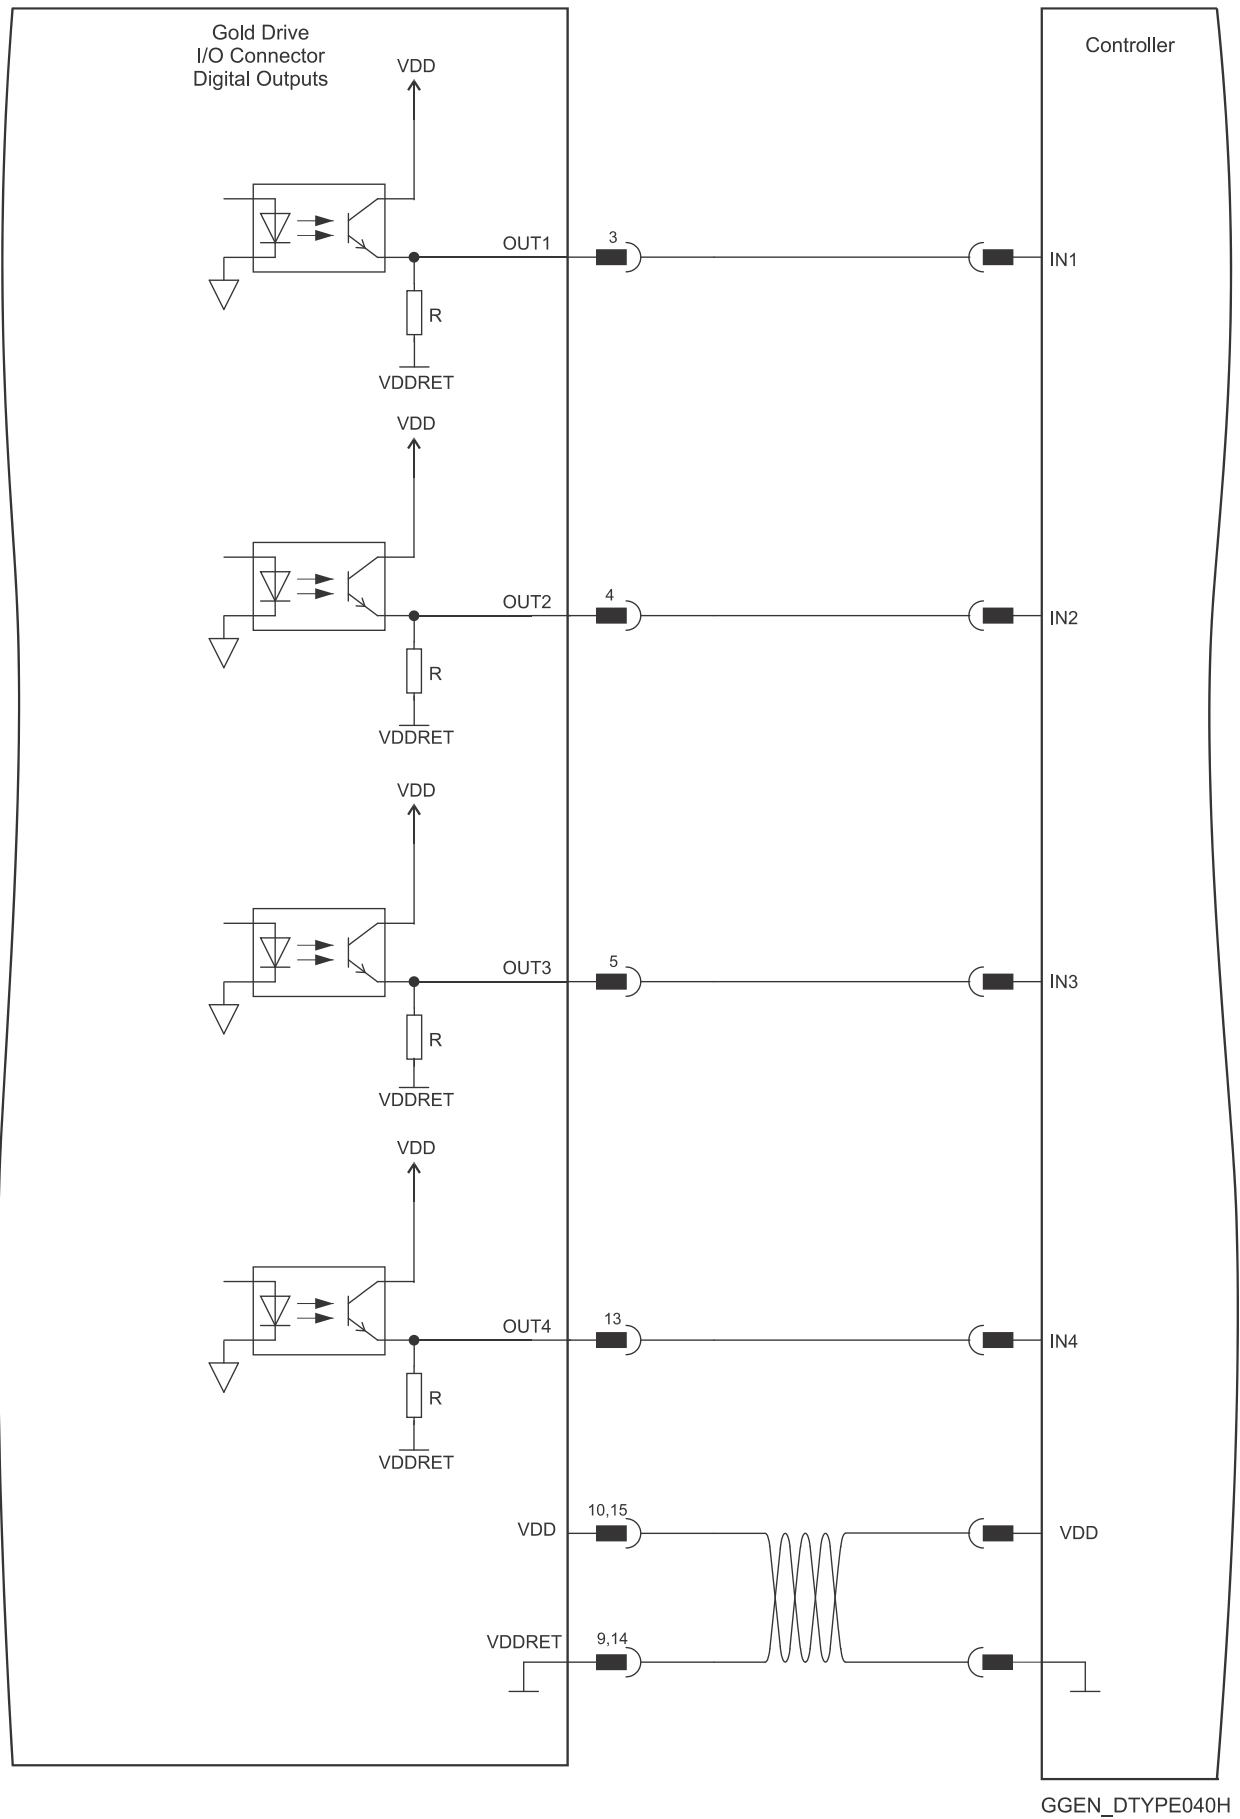 Gold Drive
I/O Connector
Digital Outputs
Controller
VDD
OUT1
3
IN1
R
VDDRET
VDD
OUT2
4
IN2
R
VDDRET
VDD
OUT3
5
IN3
R
VDDRET
VDD
OUT4
13
IN4
R
VDDRET
VDD
10,15
VDD
VDDRET
9,14
GGEN_DTYPE040H